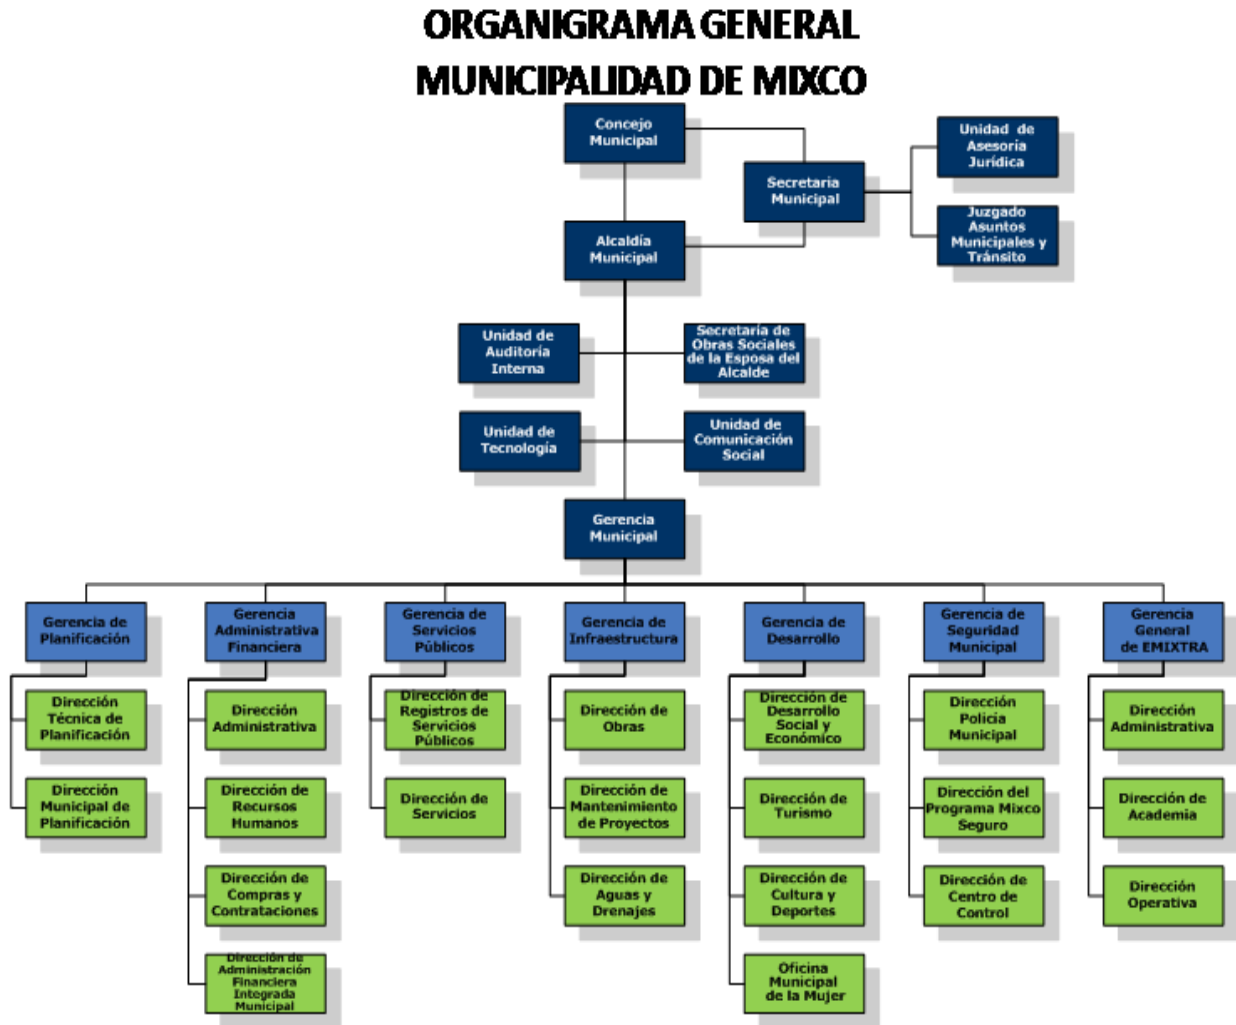 ORGANIGRAMA GENERAL
MUNICIPALIDAD DE MIXCO
Concejo
Municipal
Unidad de
Asesoría
Jurídica
Secretaria
Municipal
Juzgado
Asuntos
Municipales y
Tránsito
Alcaldía
Municipal
Unidad de
Auditoría
Interna
Secretaría de
Obras Sociales
de la Esposa del
Alcalde
Unidad de
Tecnología
Unidad de
Comunicación
Social
Gerencia
Municipal
Gerencia de
Planificación
Gerencia
Administrativa
Financiera
Gerencia de
Servicios
Públicos
Gerencia de
Infraestructura
Gerencia de
Desarrollo
Gerencia de
Seguridad
Municipal
Gerencia
General
de EMIXTRA
Dirección
Técnica de
Planificación
Dirección
Administrativa
Dirección de
Registros de
Servicios
Públicos
Dirección de
Obras
Dirección de
Desarrollo
Social y
Económico
Dirección
Policía
Municipal
Dirección
Administrativa
Dirección
Municipal de
Planificación
Dirección de
Recursos
Humanos
Dirección de
Servicios
Dirección de
Mantenimiento
de Proyectos
Dirección de
Turismo
Dirección del
Programa Mixco
Seguro
Dirección de
Academia
Dirección de
Compras y
Contrataciones
Dirección de
Aguas y
Drenajes
Dirección de
Cultura y
Deportes
Dirección de
Centro de
Control
Dirección
Operativa
Dirección de
Administración
Financiera
Integrada
Municipal
Oficina
Municipal
de la Mujer